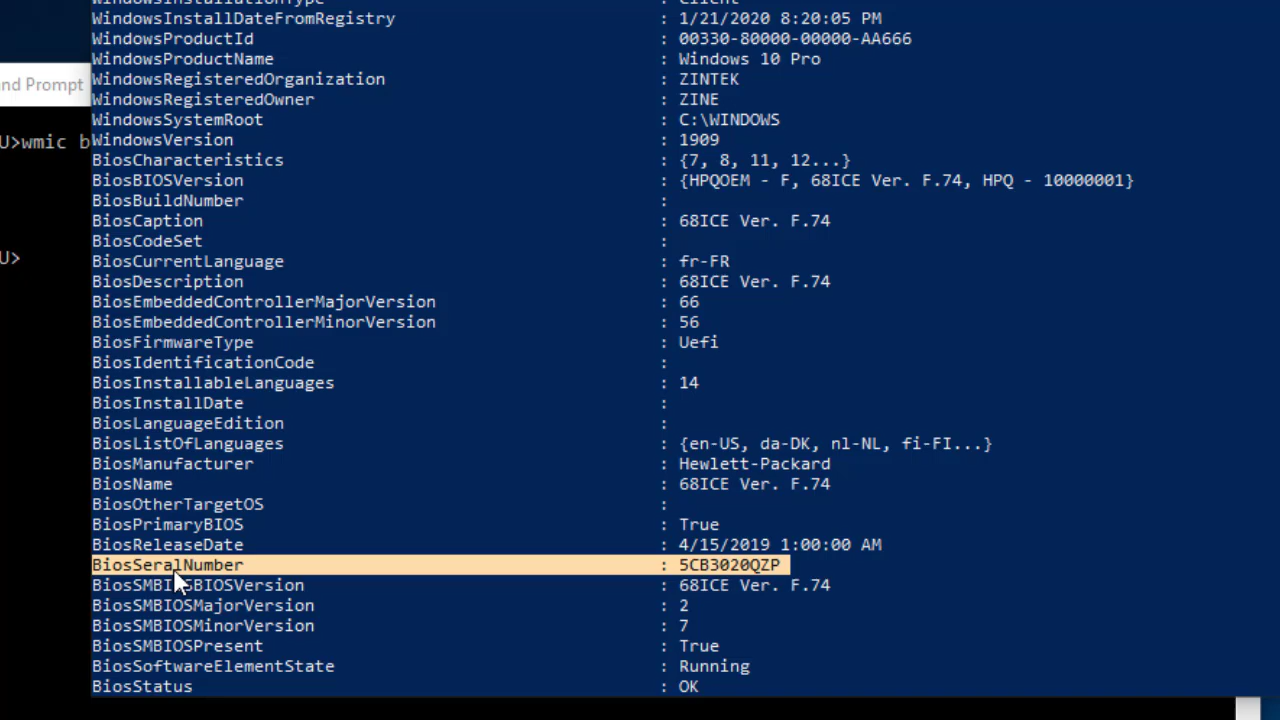 WindowsInstallationType : Client
WindowsInstallDateFromRegistry : 1/21/2020 8:20:05 PM
WindowsProductId : 00330-80000-00000-AA666
WindowsProductName : Windows 10 Pro
nd Prompt
WindowsRegisteredOrganization : ZINTEK
WindowsRegisteredOwner : ZINE
WindowsSystemRoot : C:\WINDOWS
U>wmic b
WindowsVersion : 1909
BiosCharacteristics : {7, 8, 11, 12...}
BiosBIOSVersion : {HPQOEM - F, 68ICE Ver. F.74, HPQ - 10000001}
BiosBuildNumber :
BiosCaption : 68ICE Ver. F.74
BiosCodeSet :
U>
BiosCurrentLanguage : fr-FR
BiosDescription : 68ICE Ver. F.74
BiosEmbeddedControllerMajorVersion : 66
BiosEmbeddedControllerMinorVersion : 56
BiosFirmwareType : Uefi
BiosIdentificationCode :
BiosInstallableLanguages : 14
BiosInstallDate :
BiosLanguageEdition :
BiosListOfLanguages : {en-US, da-DK, nl-NL, fi-FI...}
BiosManufacturer : Hewlett-Packard
BiosName : 68ICE Ver. F.74
BiosOtherTargetOS :
BiosPrimaryBIOS : True
BiosReleaseDate : 4/15/2019 1:00:00 AM
BiosSeralNumber : 5CB3020QZP
BiosSMBIOSBIOSVersion : 68ICE Ver. F.74
BiosSMBIOSMajorVersion : 2
BiosSMBIOSMinorVersion : 7
BiosSMBIOSPresent : True
BiosSoftwareElementState : Running
BiosStatus : OK